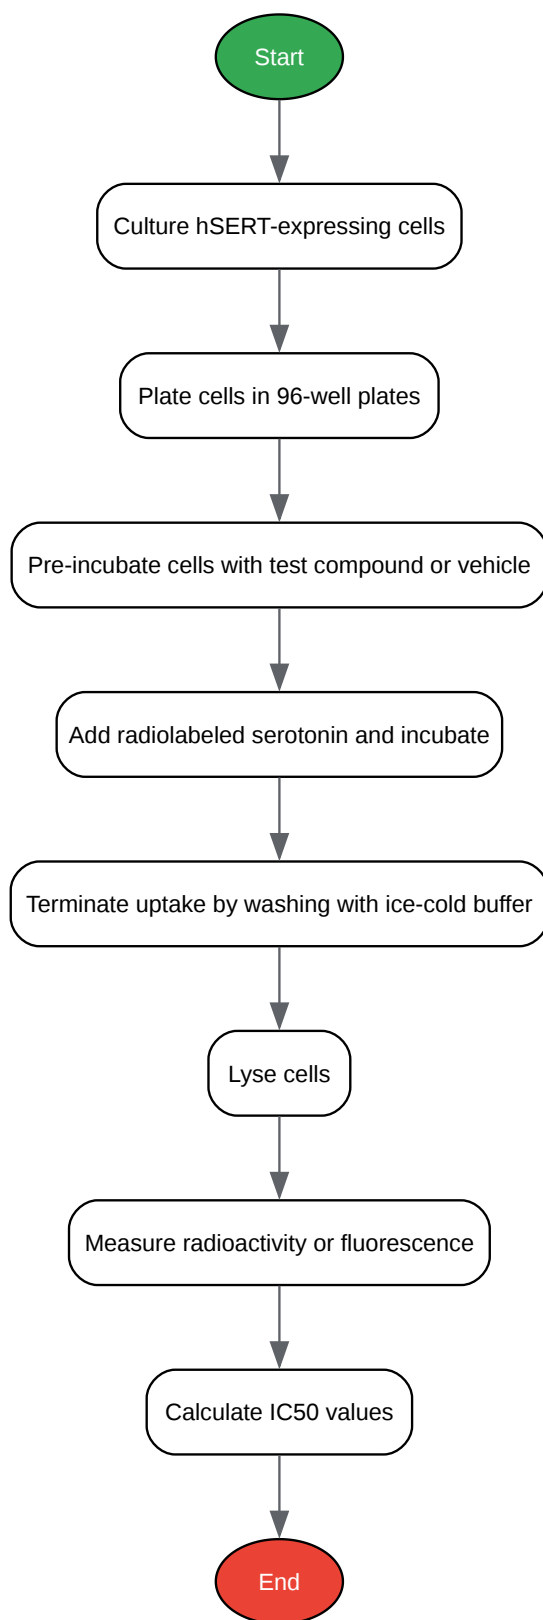 Start
Culture hSERT-expressing cells
Plate cells in 96-well plates
Pre-incubate cells with test compound or vehicle
Add radiolabeled serotonin and incubate
Terminate uptake by washing with ice-cold buffer
Lyse cells
Measure radioactivity or fluorescence
Calculate IC50 values
End